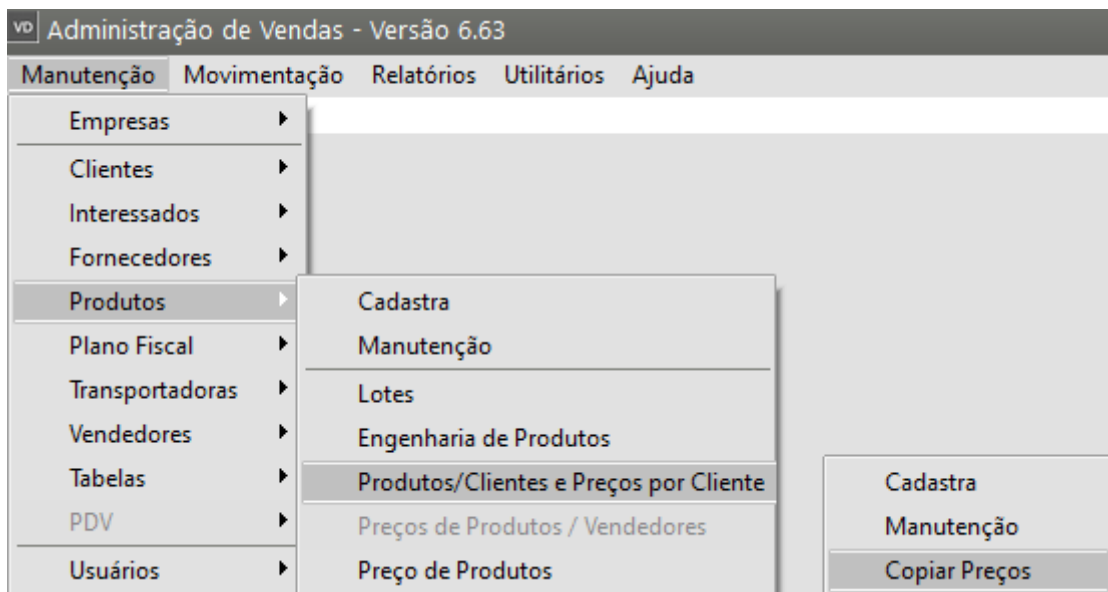 VD Administração de Vendas - Versão 6.63
Manutenção Movimentação Relatórios Utilitários Ajuda
Empresas
Clientes
Interessados
Fornecedores
Produtos
Plano Fiscal
Transportadoras
Vendedores
Tabelas
PDV
Usuários
Cadastra
Manutenção
Lotes
Engenharia de Produtos
Produtos/Clientes e Preços por Cliente
Preços de Produtos / Vendedores
Preço de Produtos
Cadastra
Manutenção
Copiar Preços